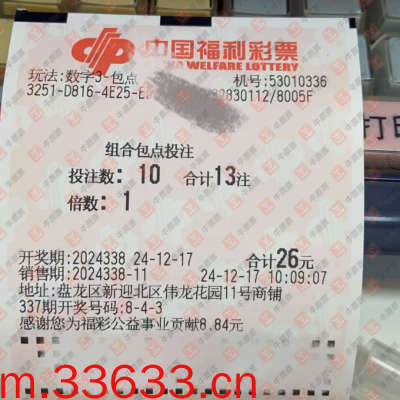 中国福利彩票
WELFARE LOTTERY
玩法:数字3-包点
机号:53010336
3251-D816-4E25-E
830112/8005F
组合包点投注
投注数: 10 合计13注
倍数: 1
开奖期:2024338 24-12-17 合计26元
销售期:2024338-11 24-12-17 10:09:07
地址:盘龙区新迎北区伟龙花园11号商铺
337期开奖号码:8-4-3
感谢您为福彩公益事业贡献8.84元
打印
m.33633.cn